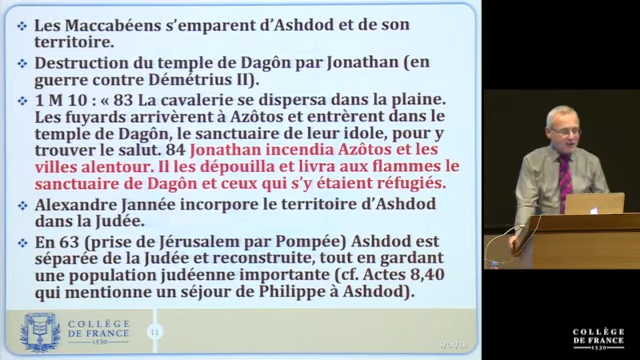 Les Maccabéens s’emparent d’Ashdod et de son
territoire.
Destruction du temple de Dagôn par Jonathan (en
guerre contre Démétrius II).
1 M 10 : « 83 La cavalerie se dispersa dans la plaine.
Les fuyards arrivèrent à Azôtos et entrèrent dans le
temple de Dagôn, le sanctuaire de leur idole, pour y
trouver le salut. 84 Jonathan incendia Azôtos et les
villes alentour. Il les dépouilla et livra aux flammes le
sanctuaire de Dagôn et ceux qui s’y étaient réfugiés.
Alexandre Jannée incorpore le territoire d’Ashdod
dans la Judée.
En 63 (prise de Jérusalem par Pompée) Ashdod est
séparée de la Judée et reconstruite, tout en gardant
une population judéenne importante (cf. Actes 8,40
qui mentionne un séjour de Philippe à Ashdod).
COLLÈGE
DE FRANCE
1530
11
COLLÈGE
DE FRANCE
1530